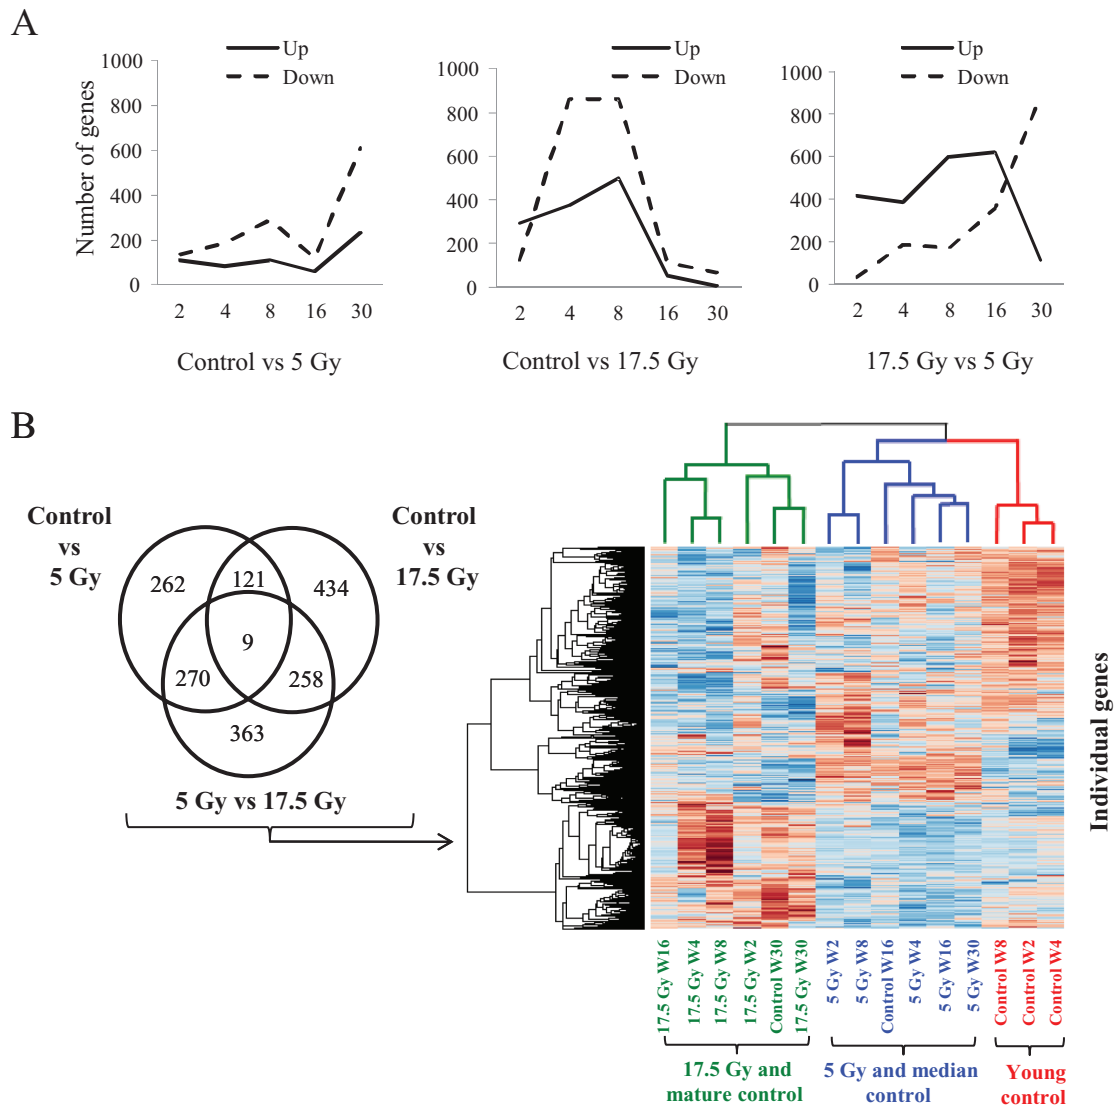 A
Up
Down
Up
Down
Up
Down
Number of genes
1000
800
600
400
200
0
2 4 8 16 30
Control vs 5 Gy
1000
800
600
400
200
0
2 4 8 16 30
Control vs 17.5 Gy
1000
800
600
400
200
0
2 4 8 16 30
17.5 Gy vs 5 Gy
B
Control
vs
5 Gy
Control
vs
17.5 Gy
262
121
434
9
270
258
363
5 Gy vs 17.5 Gy
Individual genes
17.5 Gy W16
17.5 Gy W4
17.5 Gy W8
17.5 Gy W2
Control W30
17.5 Gy W30
5 Gy W2
5 Gy W8
Control W16
5 Gy W4
5 Gy W16
5 Gy W30
Control W8
Control W2
Control W4
17.5 Gy and
mature control
5 Gy and median
control
Young
control